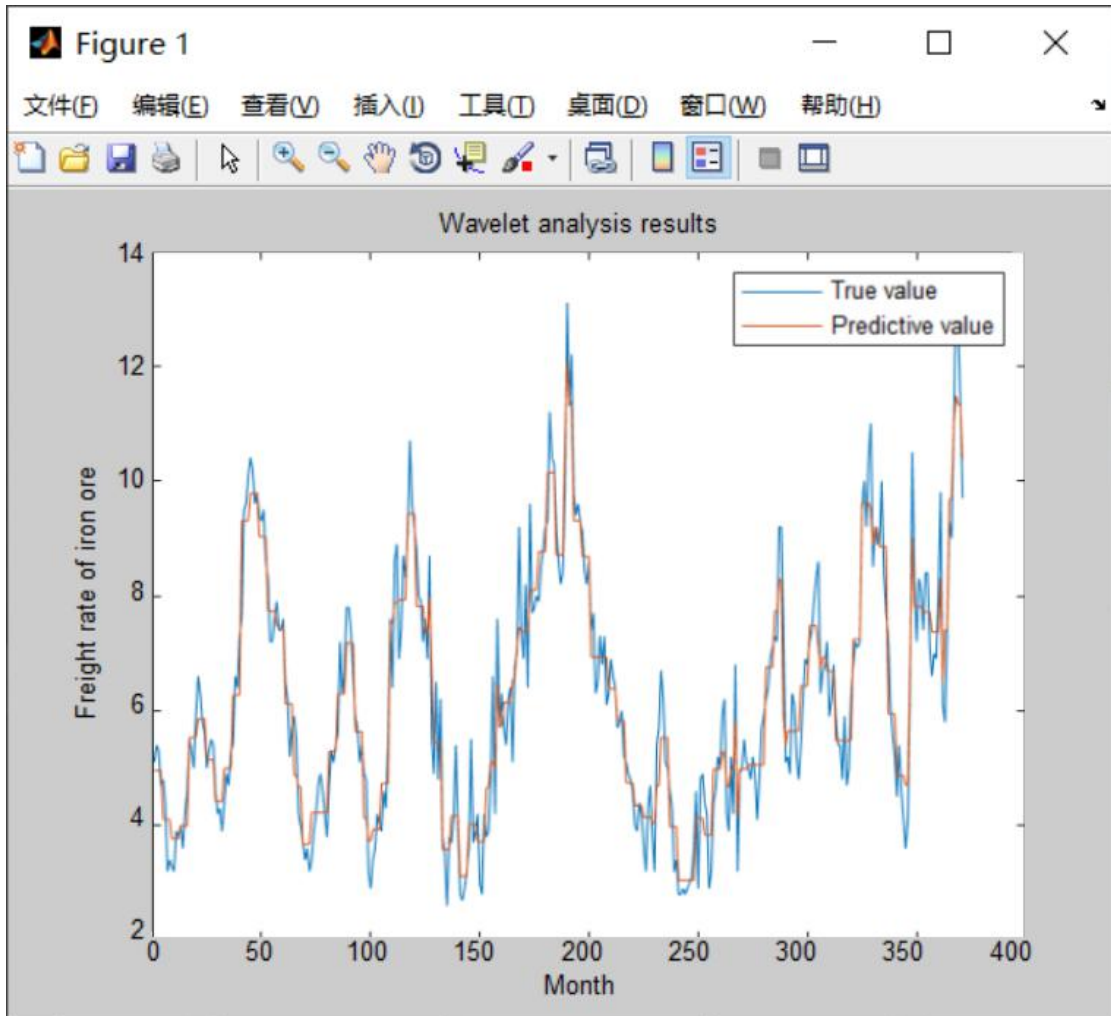 Figure 1
文件(F) 编辑(E) 查看(V) 插入(I) 工具(T) 桌面(D) 窗口(W) 帮助(H)
Wavelet analysis results
True value
Predictive value
14
12
10
8
6
4
2
Freight rate of iron ore
0 50 100 150 200 250 300 350 400
Month